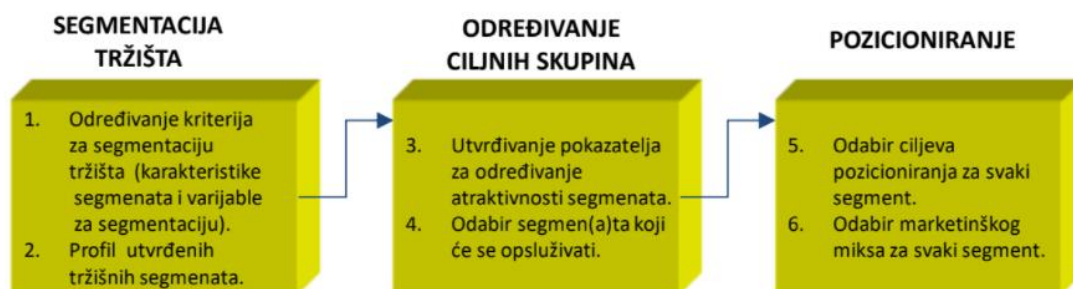 SEGMENTACIJA
TRŽIŠTA
1. Određivanje kriterija
za segmentaciju
tržišta (karakteristike
segmenata i varijable
za segmentaciju).
2. Profil utvrđenih
tržišnih segmenata.
ODREĐIVANJE
CILJNIH SKUPINA
3. Utvrđivanje pokazatelja
za određivanje
atraktivnosti segmenata.
4. Odabir segmen(a)ta koji
će se opsluživati.
POZICIONIRANJE
5. Odabir ciljeva
pozicioniranja za svaki
segment.
6. Odabir marketinškog
miksa za svaki segment.